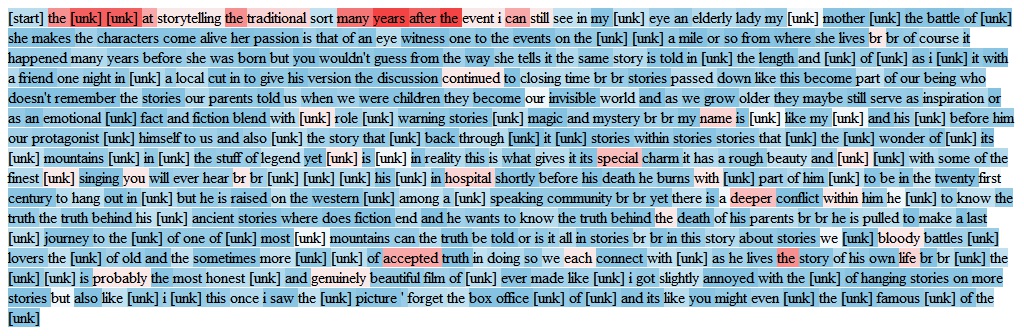 [start] the [unk] [unk] at storytelling the traditional sort many years after the event i can still see in my [unk] eye an elderly lady my [unk] mother [unk] the battle of [unk]
she makes the characters come alive her passion is that of an eye witness one to the events on the [unk] [unk] a mile or so from where she lives br br of course it
happened many years before she was born but you wouldn't guess from the way she tells it the same story is told in [unk] the length and [unk] of [unk] as i [unk] it with
a friend one night in [unk] a local cut in to give his version the discussion continued to closing time br br stories passed down like this become part of our being who
doesn't remember the stories our parents told us when we were children they become our invisible world and as we grow older they maybe still serve as inspiration or
as an emotional [unk] fact and fiction blend with [unk] role [unk] warning stories [unk] magic and mystery br br my name is [unk] like my [unk] and his [unk] before him
our protagonist [unk] himself to us and also [unk] the story that [unk] back through [unk] it [unk] stories within stories stories that [unk] the [unk] wonder of [unk] its
[unk] mountains [unk] in [unk] the stuff of legend yet [unk] is [unk] in reality this is what gives it its special charm it has a rough beauty and [unk] with some of the
finest [unk] singing you will ever hear br br [unk] [unk] [unk] his [unk] in hospital shortly before his death he burns with [unk] part of him [unk] to be in the twenty first
century to hang out in [unk] but he is raised on the western [unk] among a [unk] speaking community br br yet there is a deeper conflict within him he [unk] to know the
truth the truth behind his [unk] ancient stories where does fiction end and he wants to know the truth behind the death of his parents br br he is pulled to make a last
[unk] journey to the [unk] of one of [unk] most [unk] mountains can the truth be told or is it all in stories br br in this story about stories we [unk] bloody battles [unk]
lovers the [unk] of old and the sometimes more [unk] [unk] of accepted truth in doing so we each connect with [unk] as he lives the story of his own life br br [unk] the
[unk] [unk] is probably the most honest [unk] and genuinely beautiful film of [unk] ever made like [unk] i got slightly annoyed with the [unk] of hanging stories on more
stories but also like [unk] i [unk] this once i saw the [unk] picture ' forget the box office [unk] of [unk] and its like you might even [unk] the [unk] famous [unk] of the
[unk]